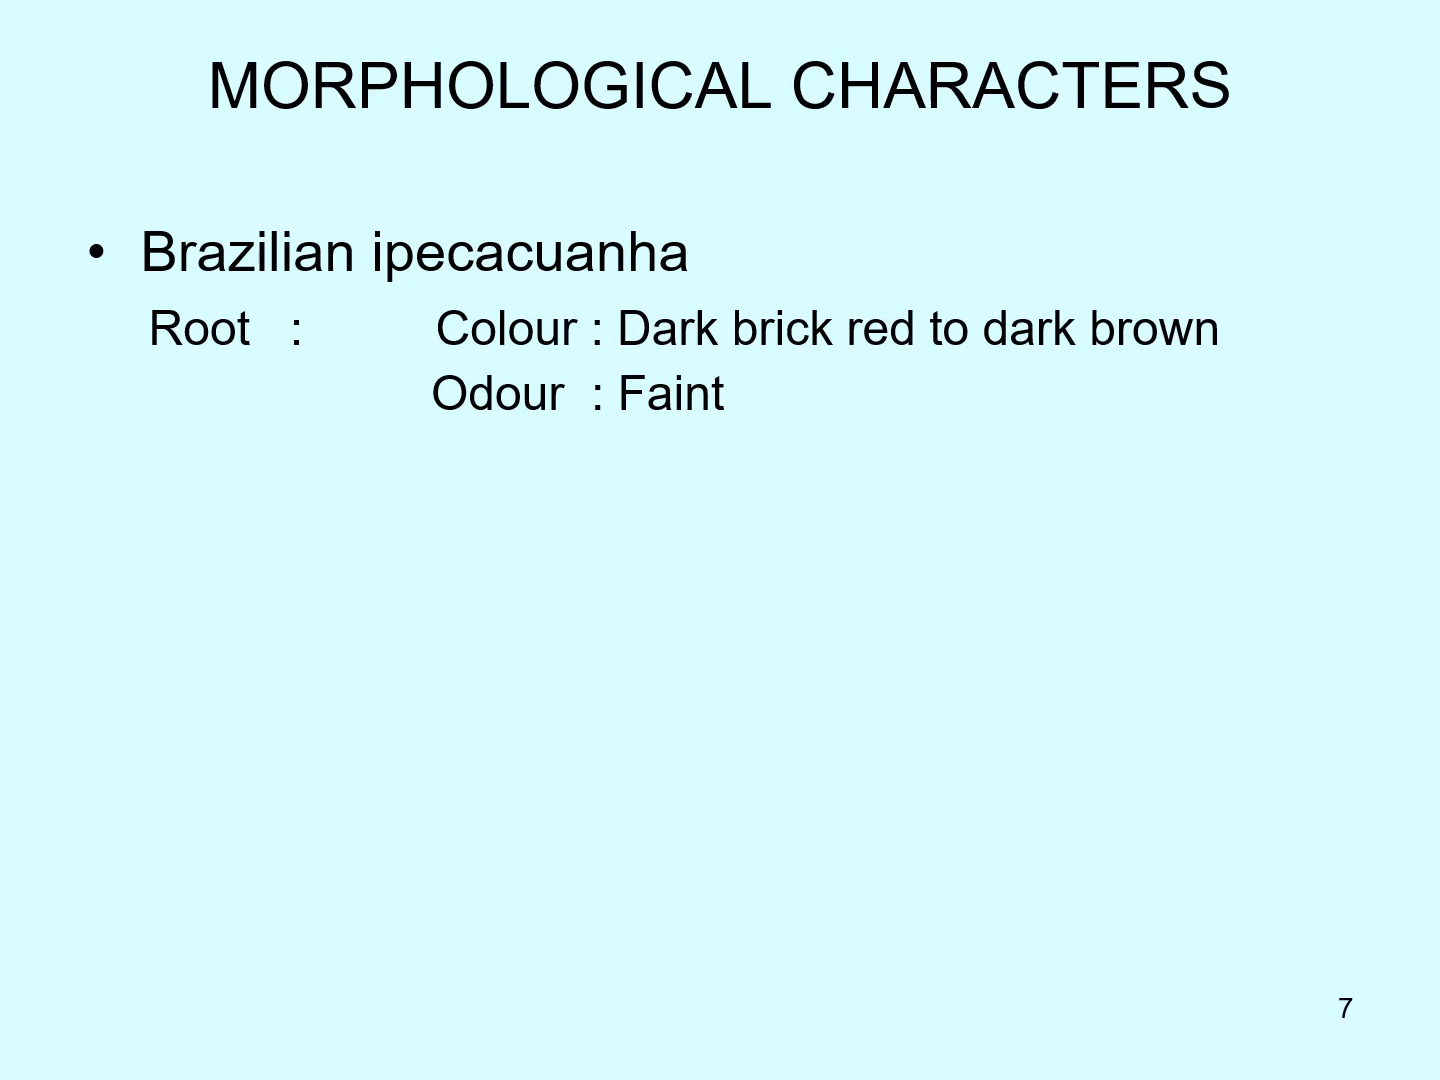 MORPHOLOGICAL CHARACTERS
• Brazilian ipecacuanha
Root : Colour : Dark brick red to dark brown
Odour : Faint
7